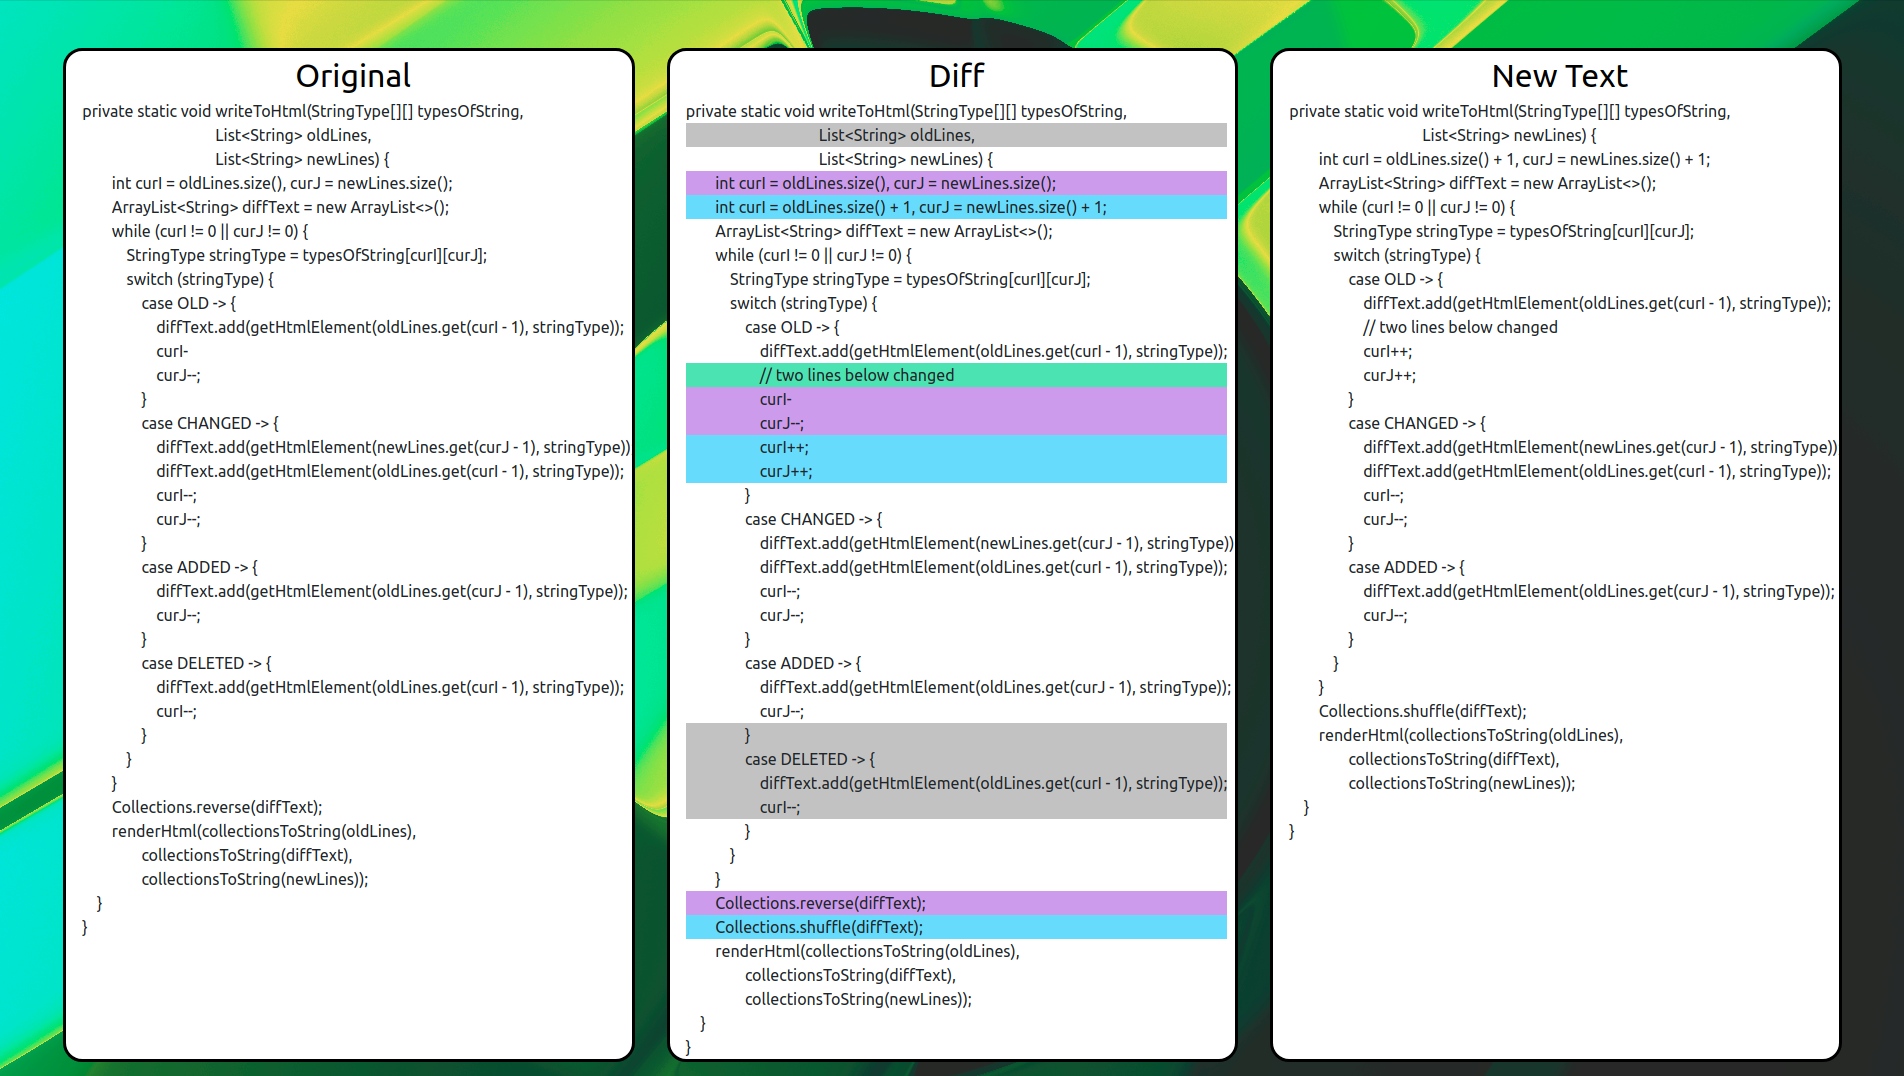 Original
private static void writeToHtml(StringType[][] typesOfString,
List<String> oldLines,
List<String> newLines) {
int curI = oldLines.size(), curJ = newLines.size();
ArrayList<String> diffText = new ArrayList<>();
while (curI != 0 || curJ != 0) {
StringType stringType = typesOfString[curI][curJ];
switch (stringType) {
case OLD -> {
diffText.add(getHtmlElement(oldLines.get(curI - 1), stringType));
curI-
curJ--;
}
case CHANGED -> {
diffText.add(getHtmlElement(newLines.get(curJ - 1), stringType))
diffText.add(getHtmlElement(oldLines.get(curI - 1), stringType));
curI--;
curJ--;
}
case ADDED -> {
diffText.add(getHtmlElement(oldLines.get(curJ - 1), stringType));
curJ--;
}
case DELETED -> {
diffText.add(getHtmlElement(oldLines.get(curI - 1), stringType));
curI--;
}
}
}
Collections.reverse(diffText);
renderHtml(collectionsToString(oldLines),
collectionsToString(diffText),
collectionsToString(newLines));
}
}
Diff
private static void writeToHtml(StringType[][] typesOfString,
List<String> oldLines,
List<String> newLines) {
int curI = oldLines.size(), curJ = newLines.size();
int curI = oldLines.size() + 1, curJ = newLines.size() + 1;
ArrayList<String> diffText = new ArrayList<>();
while (curI != 0 || curJ != 0) {
StringType stringType = typesOfString[curI][curJ];
switch (stringType) {
case OLD -> {
diffText.add(getHtmlElement(oldLines.get(curI - 1), stringType));
// two lines below changed
curI-
curJ--;
curI++;
curJ++;
}
case CHANGED -> {
diffText.add(getHtmlElement(newLines.get(curJ - 1), stringType))
diffText.add(getHtmlElement(oldLines.get(curI - 1), stringType));
curI--;
curJ--;
}
case ADDED -> {
diffText.add(getHtmlElement(oldLines.get(curJ - 1), stringType));
curJ--;
}
case DELETED -> {
diffText.add(getHtmlElement(oldLines.get(curI - 1), stringType));
curI--;
}
}
}
Collections.reverse(diffText);
Collections.shuffle(diffText);
renderHtml(collectionsToString(oldLines),
collectionsToString(diffText),
collectionsToString(newLines));
}
}
New Text
private static void writeToHtml(StringType[][] typesOfString,
List<String> newLines) {
int curI = oldLines.size() + 1, curJ = newLines.size() + 1;
ArrayList<String> diffText = new ArrayList<>();
while (curI != 0 || curJ != 0) {
StringType stringType = typesOfString[curI][curJ];
switch (stringType) {
case OLD -> {
diffText.add(getHtmlElement(oldLines.get(curI - 1), stringType));
// two lines below changed
curI++;
curJ++;
}
case CHANGED -> {
diffText.add(getHtmlElement(newLines.get(curJ - 1), stringType))
diffText.add(getHtmlElement(oldLines.get(curI - 1), stringType));
curI--;
curJ--;
}
case ADDED -> {
diffText.add(getHtmlElement(oldLines.get(curJ - 1), stringType));
curJ--;
}
}
}
Collections.shuffle(diffText);
renderHtml(collectionsToString(oldLines),
collectionsToString(diffText),
collectionsToString(newLines));
}
}